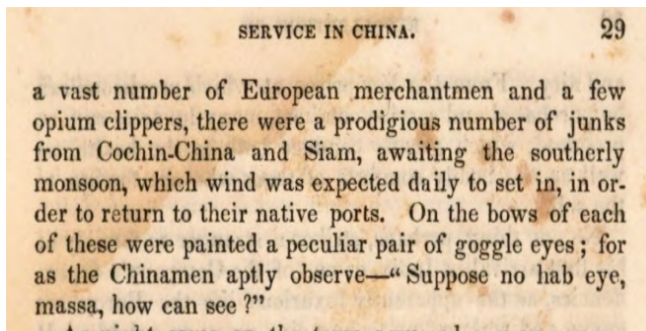 SERVICE IN CHINA. 29
a vast number of European merchantmen and a few
opium clippers, there were a prodigious number of junks
from Cochin-China and Siam, awaiting the southerly
monsoon, which wind was expected daily to set in, in or-
der to return to their native ports. On the bows of each
of these were painted a peculiar pair of goggle eyes; for
as the Chinamen aptly observe—“Suppose no hab eye,
massa, how can see?”